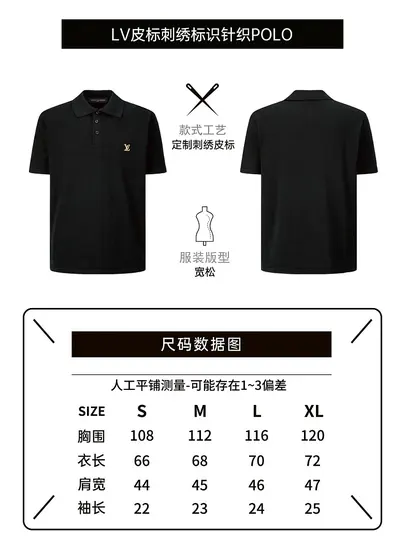 LV皮标刺绣标识针织POLO
款式工艺
定制刺绣皮标
服装版型
宽松
尺码数据图
人工平铺测量-可能存在1~3偏差
SIZE S M L XL
胸围 108 112 116 120
衣长 66 68 70 72
肩宽 44 45 46 47
袖长 22 23 24 25